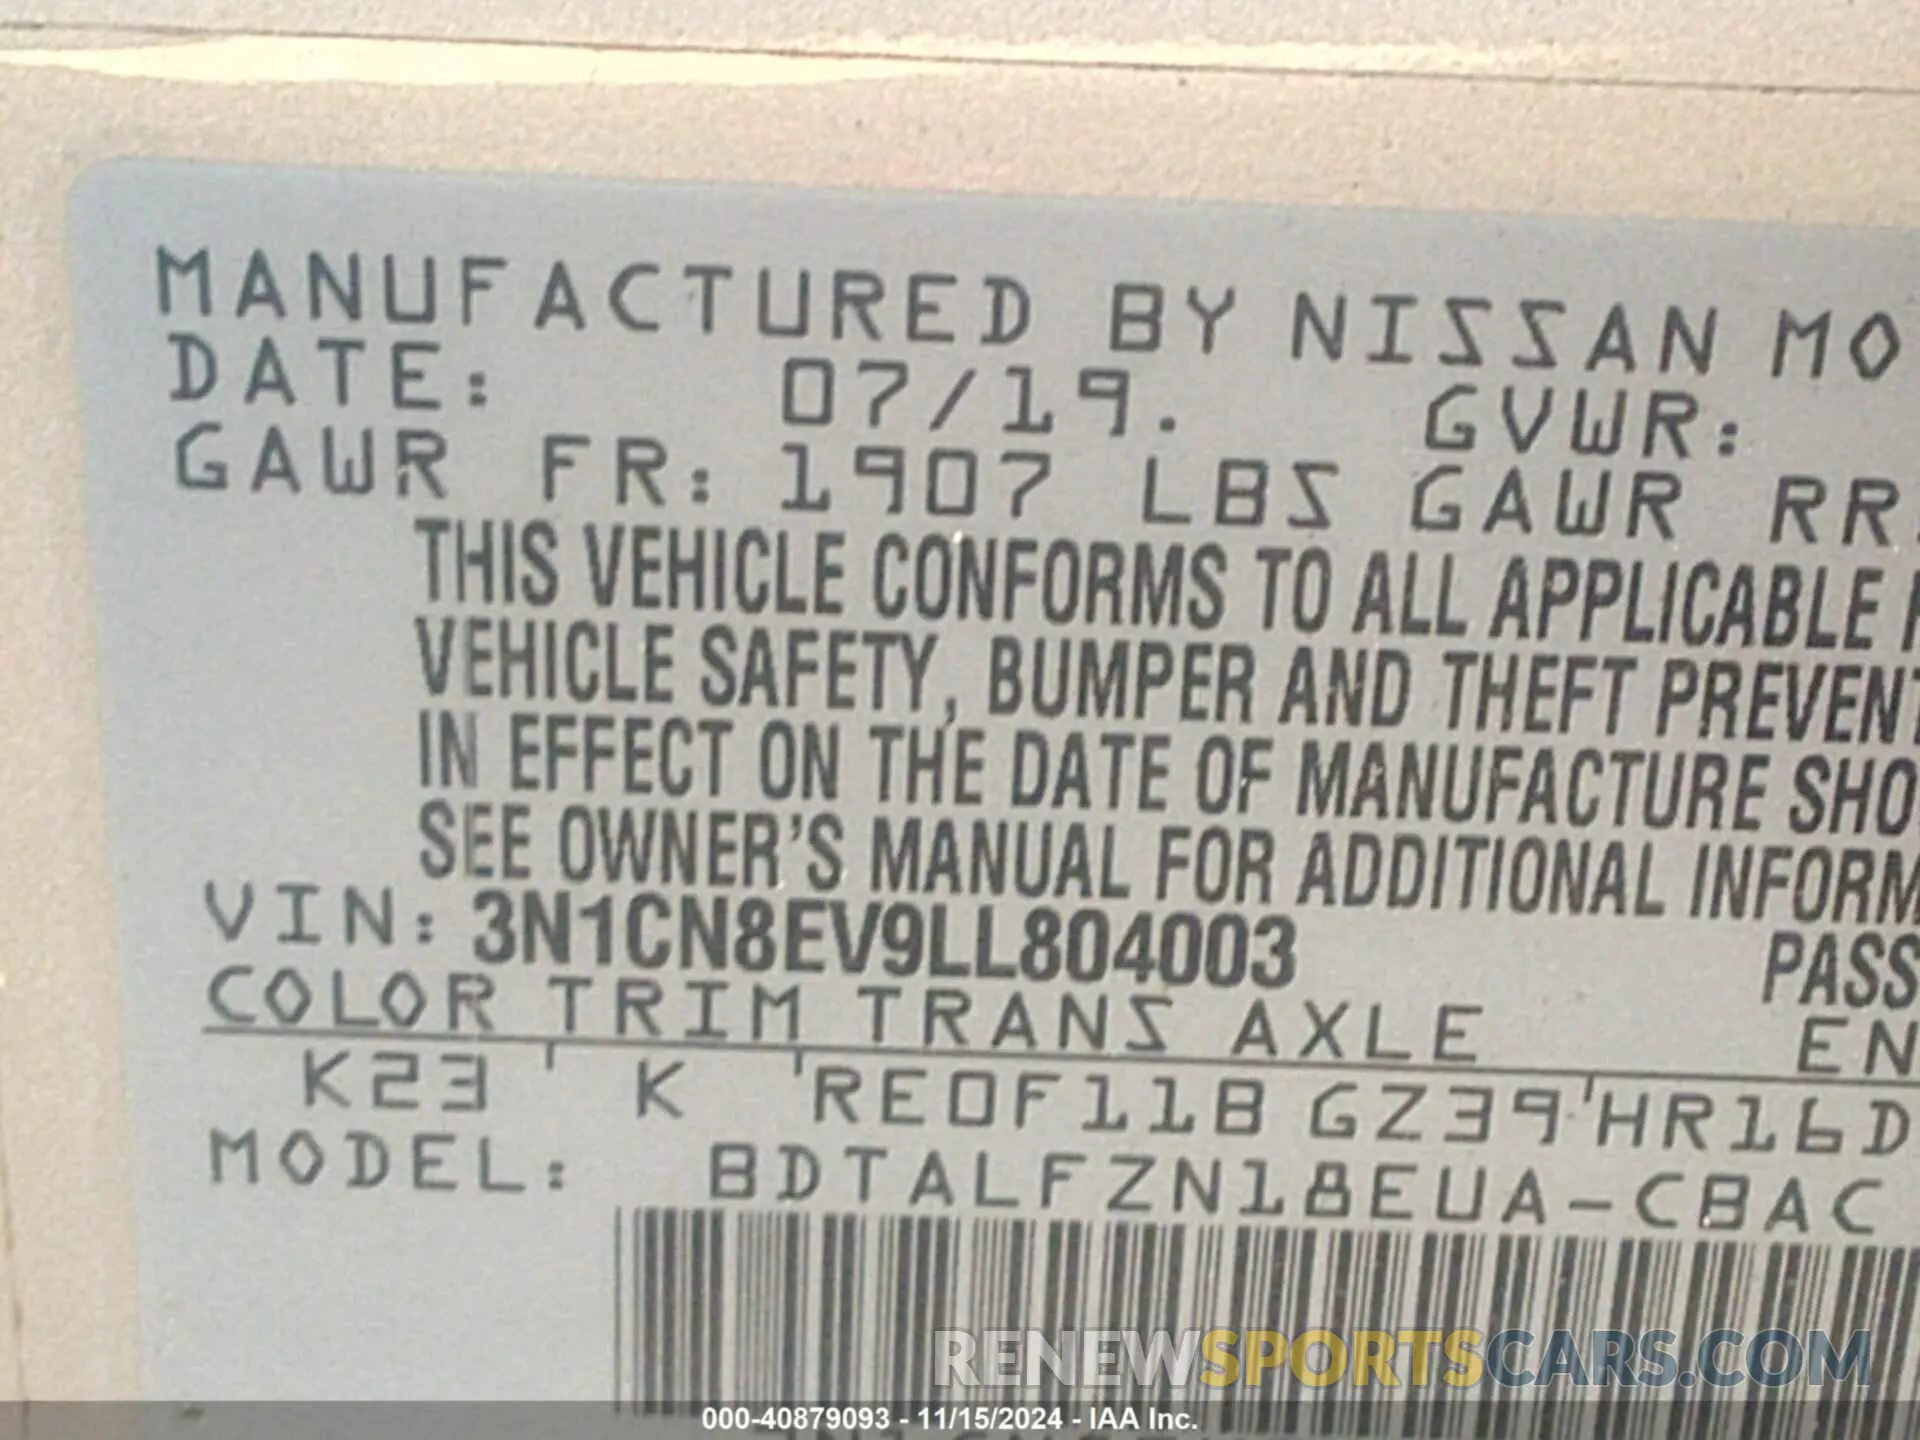 MANUFACTURED BY NISSAN MO
DATE: 07/19. GVWR:
GAWR FR: 1907 LBS GAWR RR:
THIS VEHICLE CONFORMS TO ALL APPLICABLE
VEHICLE SAFETY, BUMPER AND THEFT PREVENT
IN EFFECT ON THE DATE OF MANUFACTURE SHO
SEE OWNER'S MANUAL FOR ADDITIONAL INFORM
VIN: 3N1CN8EV9LL804003 PASS
COLOR TRIM TRANS AXLE EN
K23 K RE0F11B GZ39 HR16D
MODEL: BDTALFZN18EUA-CBAC
RENEWSPORTSCARS.COM
000-40879093 - 11/15/2024 - IAA Inc.